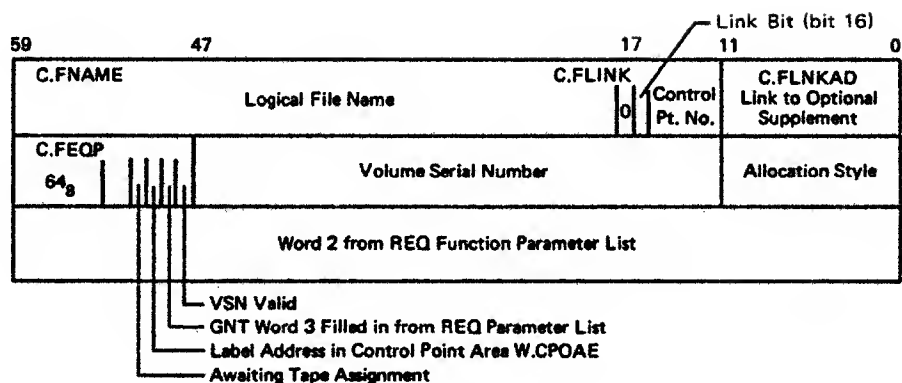 Link Bit (bit 16)
59 47 17 11 0
C.FNAME C.FLINK C.FLNKAD
Logical File Name 0 Control Link to Optional
Pt. No. Supplement
C.FEQP
64₈ Volume Serial Number Allocation Style
Word 2 from REQ Function Parameter List
VSN Valid
GNT Word 3 Filled in from REQ Parameter List
Label Address in Control Point Area W.CPOAE
Awaiting Tape Assignment